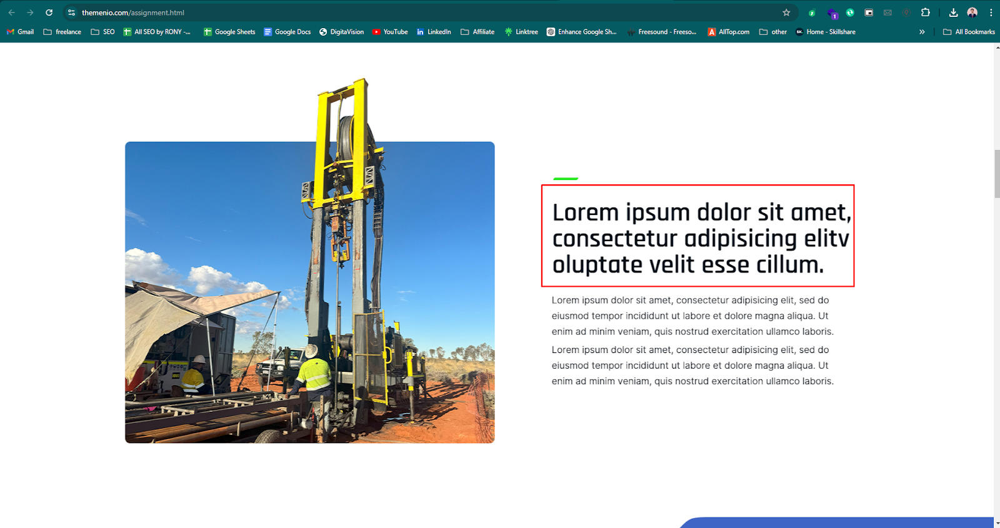 themenio.com/assignment.html
1
Gmail freelance SEO All SEO by RONY -... Google Sheets Google Docs DigitaVision YouTube LinkedIn Affiliate Linktree Enhance Google Sh... Freesound - Freeso... AllTop.com other SK. Home - Skillshare » All Bookmarks
Lorem ipsum dolor sit amet,
consectetur adipisicing elitv
oluptate velit esse cillum.
Lorem ipsum dolor sit amet, consectetur adipisicing elit, sed do
eiusmod tempor incididunt ut labore et dolore magna aliqua. Ut
enim ad minim veniam, quis nostrud exercitation ullamco laboris.
Lorem ipsum dolor sit amet, consectetur adipisicing elit, sed do
eiusmod tempor incididunt ut labore et dolore magna aliqua. Ut
enim ad minim veniam, quis nostrud exercitation ullamco laboris.